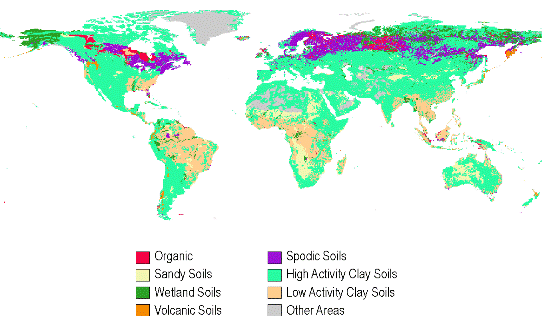 Organic
Spodic Soils
Sandy Soils
High Activity Clay Soils
Wetland Soils
Low Activity Clay Soils
Volcanic Soils
Other Areas